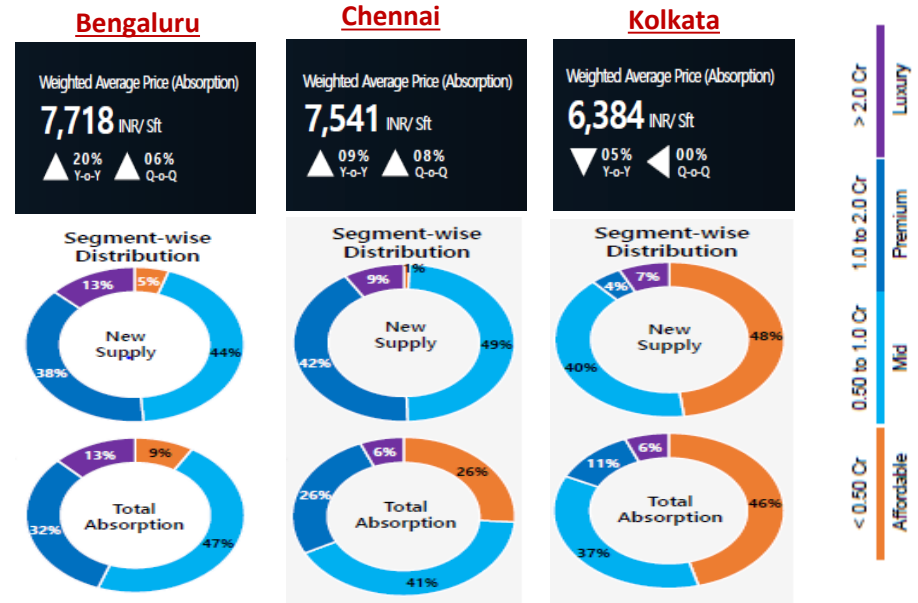 Bengaluru
Weighted Average Price (Absorption)
7,718 INR/ Sft
20% 06%
Y-o-Y Q-o-Q
Segment-wise
Distribution
13%
5%
New
Supply
44%
38%
13%
9%
Total
Absorption
32%
47%
Chennai
Weighted Average Price (Absorption)
7,541 INR/ Sft
09% 08%
Y-o-Y Q-o-Q
Segment-wise
Distribution
1%
9%
New
Supply
49%
42%
6%
26%
26%
Total
Absorption
41%
Kolkata
Weighted Average Price (Absorption)
6,384 INR/ Sft
05% 00%
Y-o-Y Q-o-Q
Segment-wise
Distribution
7%
4%
New
Supply
48%
40%
6%
11%
Total
Absorption
46%
37%
> 2.0 Cr
Luxury
1.0 to 2.0 Cr
Premium
0.50 to 1.0 Cr
Mid
< 0.50 Cr
Affordable